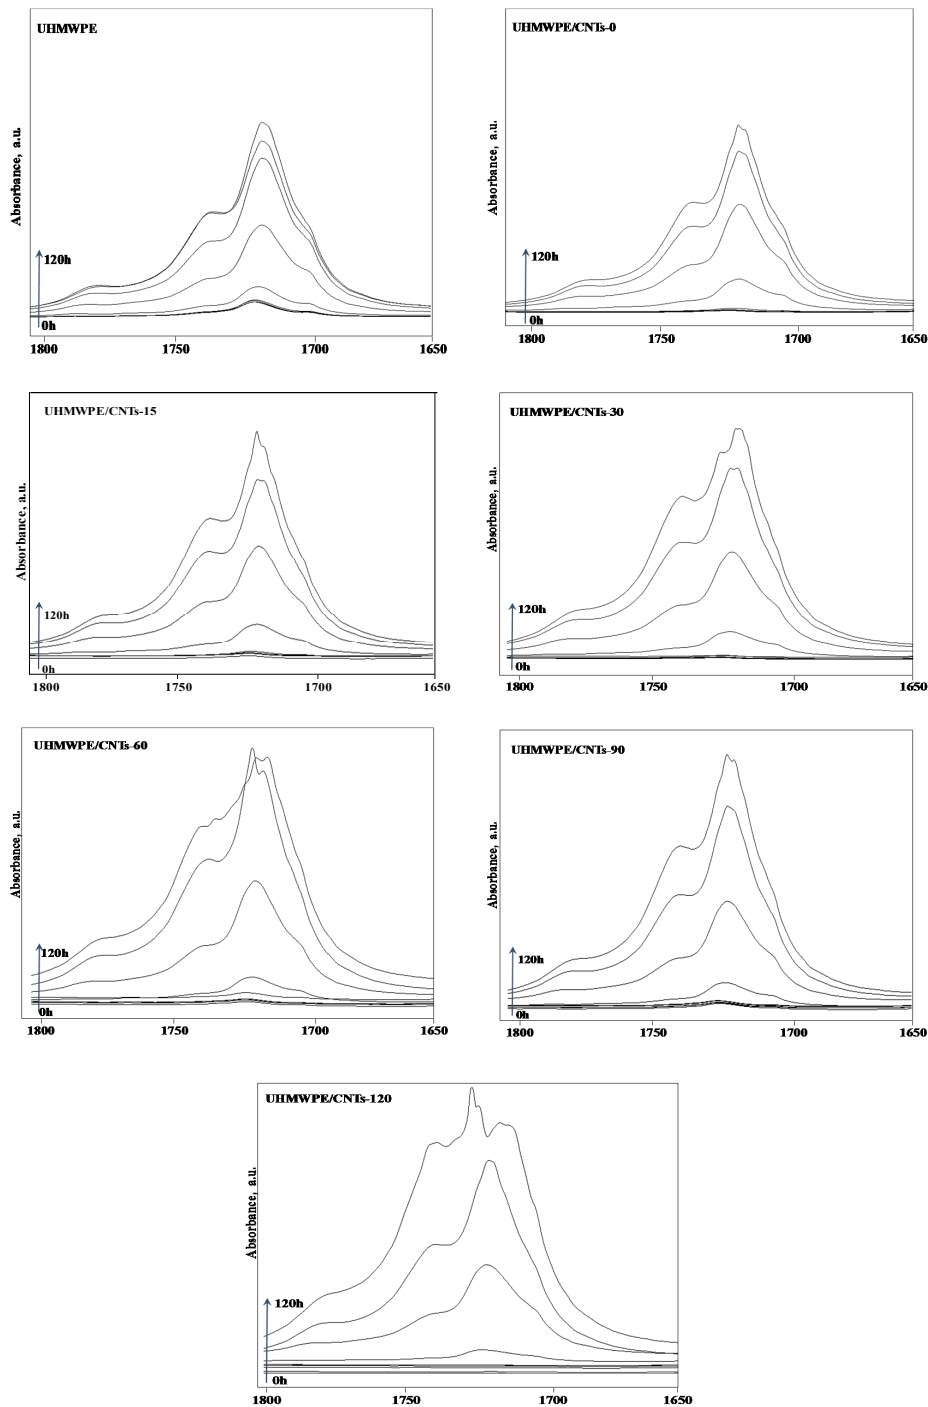 UHMWPE
Absorbance, a.u.
120h
0h
1800 1750 1700 1650
UHMWPE/CNTs-0
Absorbance, a.u.
120h
0h
1800 1750 1700 1650
UHMWPE/CNTs-15
Absorbance, a.u.
120h
0h
1800 1750 1700 1650
UHMWPE/CNTs-30
Absorbance, a.u.
120h
0h
1800 1750 1700 1650
UHMWPE/CNTs-60
Absorbance, a.u.
120h
0h
1800 1750 1700 1650
UHMWPE/CNTs-90
Absorbance, a.u.
120h
0h
1800 1750 1700 1650
UHMWPE/CNTs-120
Absorbance, a.u.
120h
0h
1800 1750 1700 1650